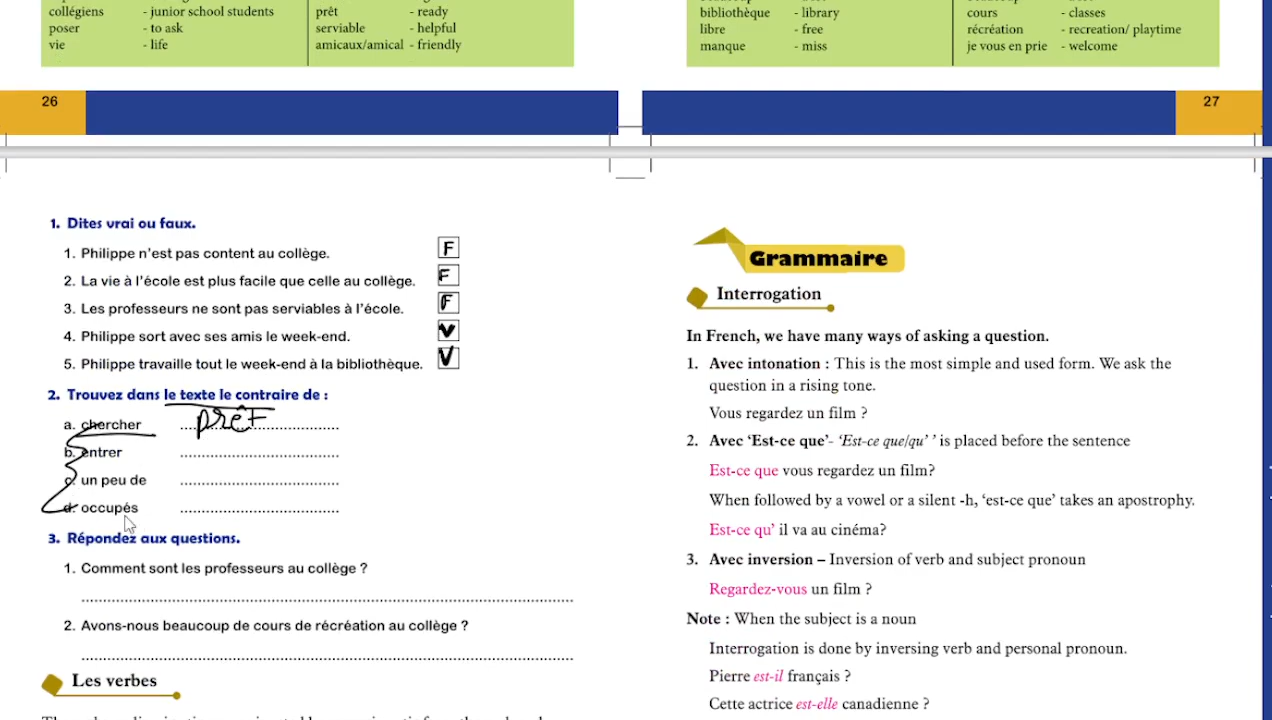 collégiens - junior school students
poser - to ask
vie - life
prêt - ready
serviable - helpful
amicaux/amical - friendly
bibliothèque - library
libre - free
manque - miss
cours - classes
récréation - recreation/ playtime
je vous en prie - welcome
26
27
1. Dites vrai ou faux.
1. Philippe n'est pas content au collège. F
2. La vie à l'école est plus facile que celle au collège. F
3. Les professeurs ne sont pas serviables à l'école. F
4. Philippe sort avec ses amis le week-end. V
5. Philippe travaille tout le week-end à la bibliothèque. V
2. Trouvez dans le texte le contraire de :
a. chercher prêt
b. entrer
c. un peu de
d. occupés
3. Répondez aux questions.
1. Comment sont les professeurs au collège ?
2. Avons-nous beaucoup de cours de récréation au collège ?
Les verbes
Grammaire
Interrogation
In French, we have many ways of asking a question.
1. Avec intonation : This is the most simple and used form. We ask the
question in a rising tone.
Vous regardez un film ?
2. Avec 'Est-ce que'- 'Est-ce que/qu' ' is placed before the sentence
Est-ce que vous regardez un film?
When followed by a vowel or a silent -h, 'est-ce que' takes an apostrophy.
Est-ce qu' il va au cinéma?
3. Avec inversion – Inversion of verb and subject pronoun
Regardez-vous un film ?
Note : When the subject is a noun
Interrogation is done by inversing verb and personal pronoun.
Pierre est-il français ?
Cette actrice est-elle canadienne ?